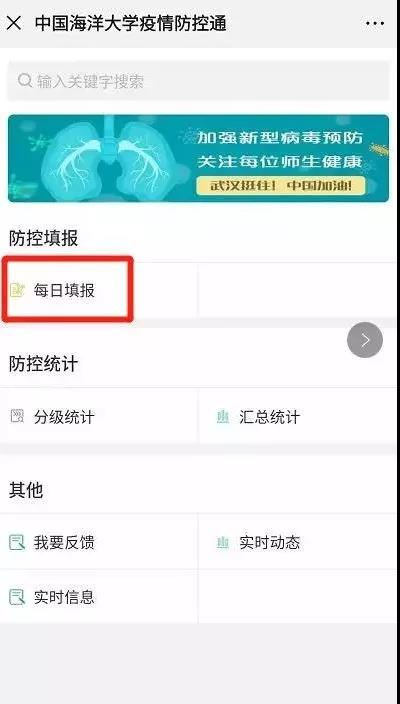 中国海洋大学疫情防控通
输入关键字搜索
加强新型病毒预防
关注每位师生健康
武汉挺住！中国加油!
防控填报
每日填报
防控统计
分级统计
汇总统计
其他
我要反馈
实时动态
实时信息